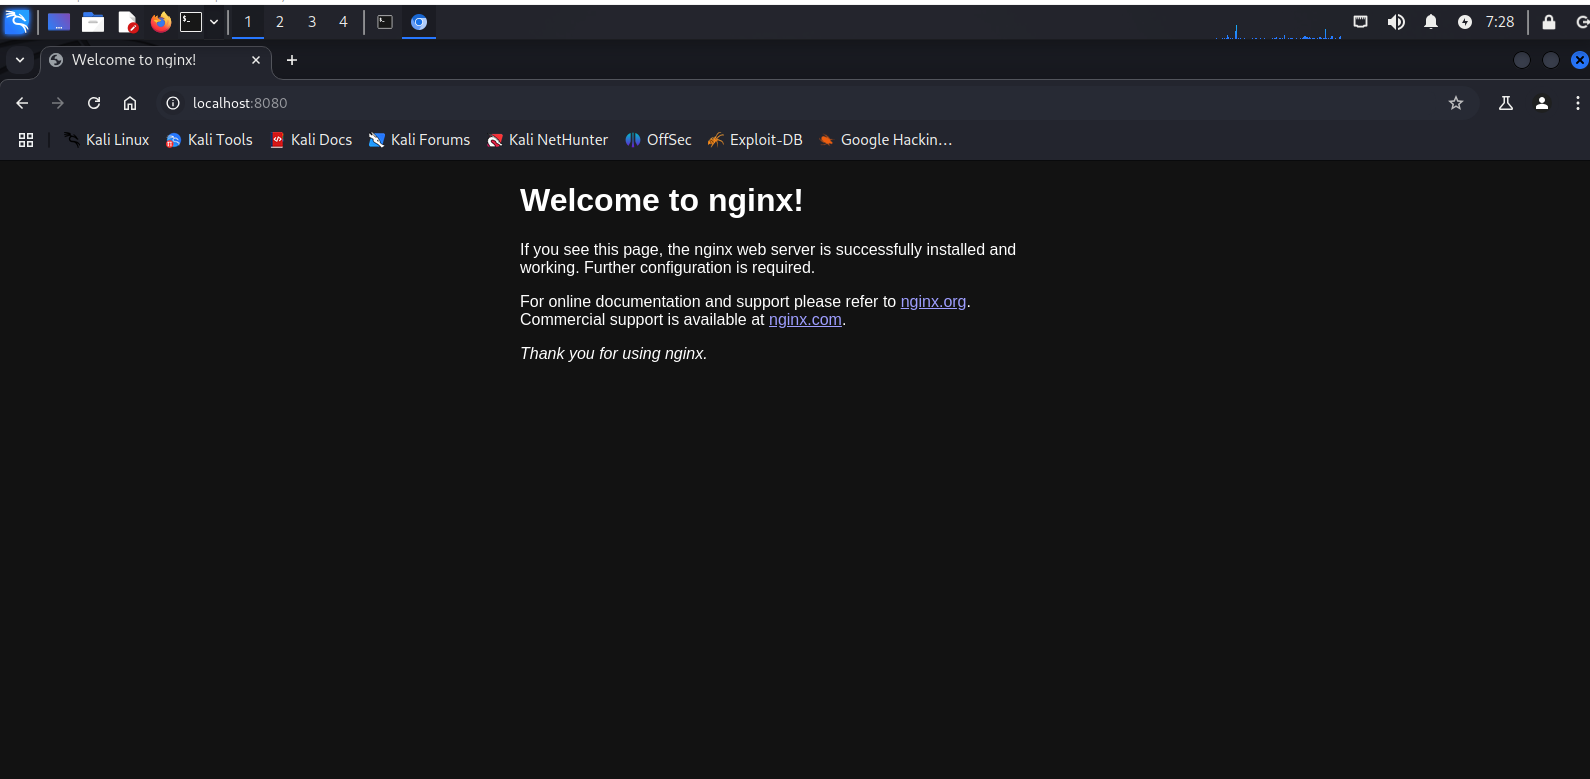 1 2 3 4 7:28
Welcome to nginx!
localhost:8080
Kali Linux Kali Tools Kali Docs Kali Forums Kali NetHunter OffSec Exploit-DB Google Hackin…
Welcome to nginx!
If you see this page, the nginx web server is successfully installed and
working. Further configuration is required.
For online documentation and support please refer to nginx.org.
Commercial support is available at nginx.com.
Thank you for using nginx.